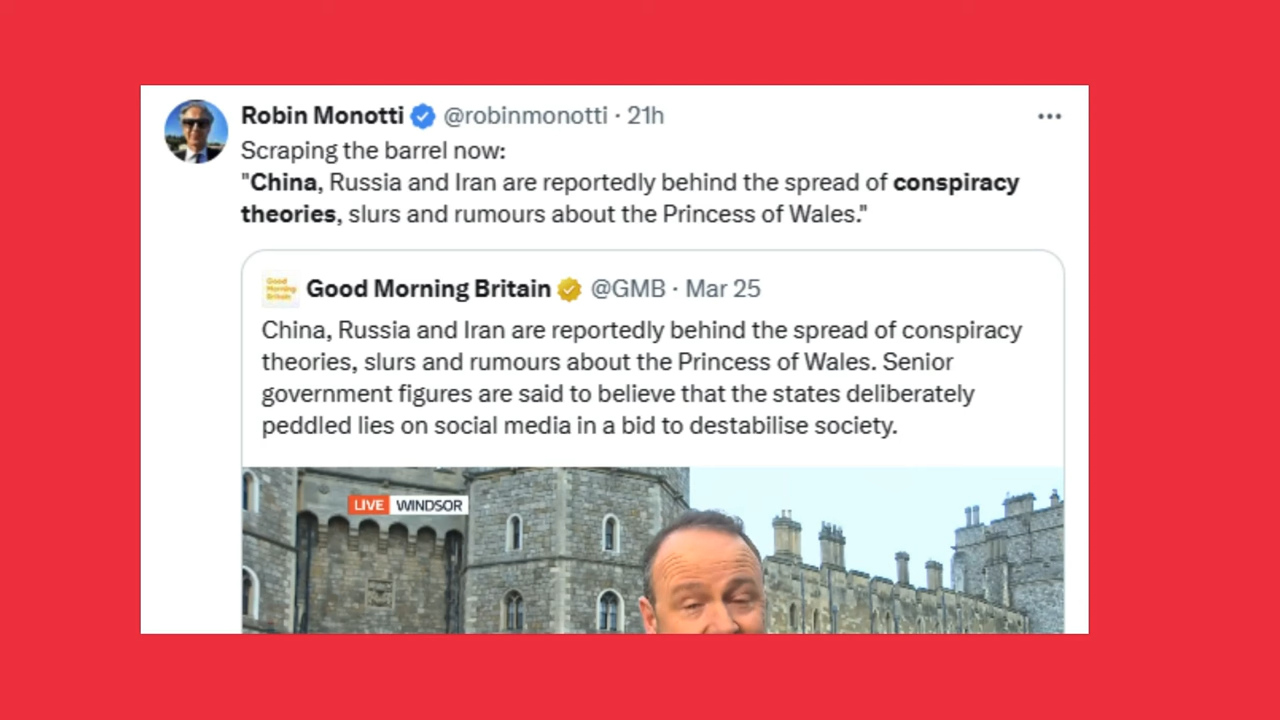 Robin Monotti @robinmonotti · 21h
Scraping the barrel now:
"China, Russia and Iran are reportedly behind the spread of conspiracy
theories, slurs and rumours about the Princess of Wales."
Good Morning Britain
Good Morning Britain @GMB · Mar 25
China, Russia and Iran are reportedly behind the spread of conspiracy
theories, slurs and rumours about the Princess of Wales. Senior
government figures are said to believe that the states deliberately
peddled lies on social media in a bid to destabilise society.
LIVE WINDSOR